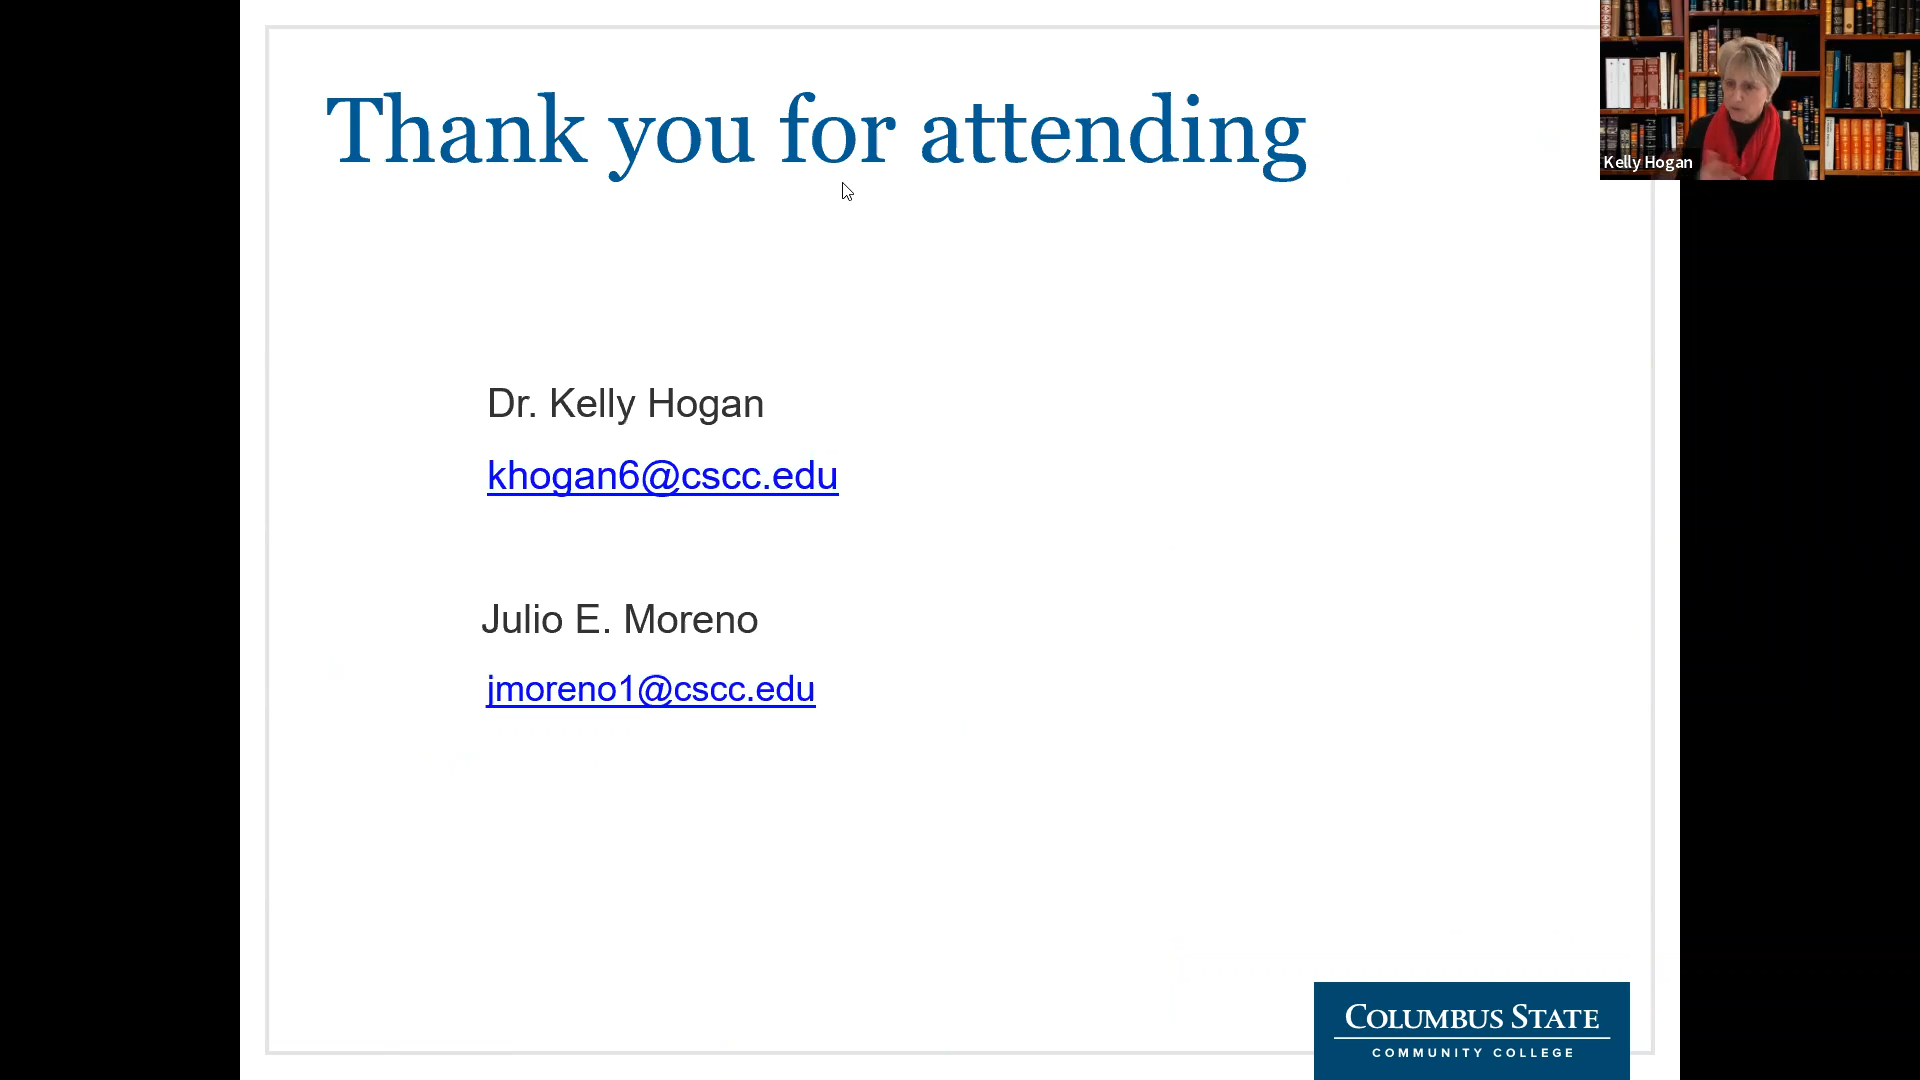 Thank you for attending
Kelly Hogan
Dr. Kelly Hogan
khogan6@cscc.edu
Julio E. Moreno
jmoreno1@cscc.edu
COLUMBUS STATE
COMMUNITY COLLEGE